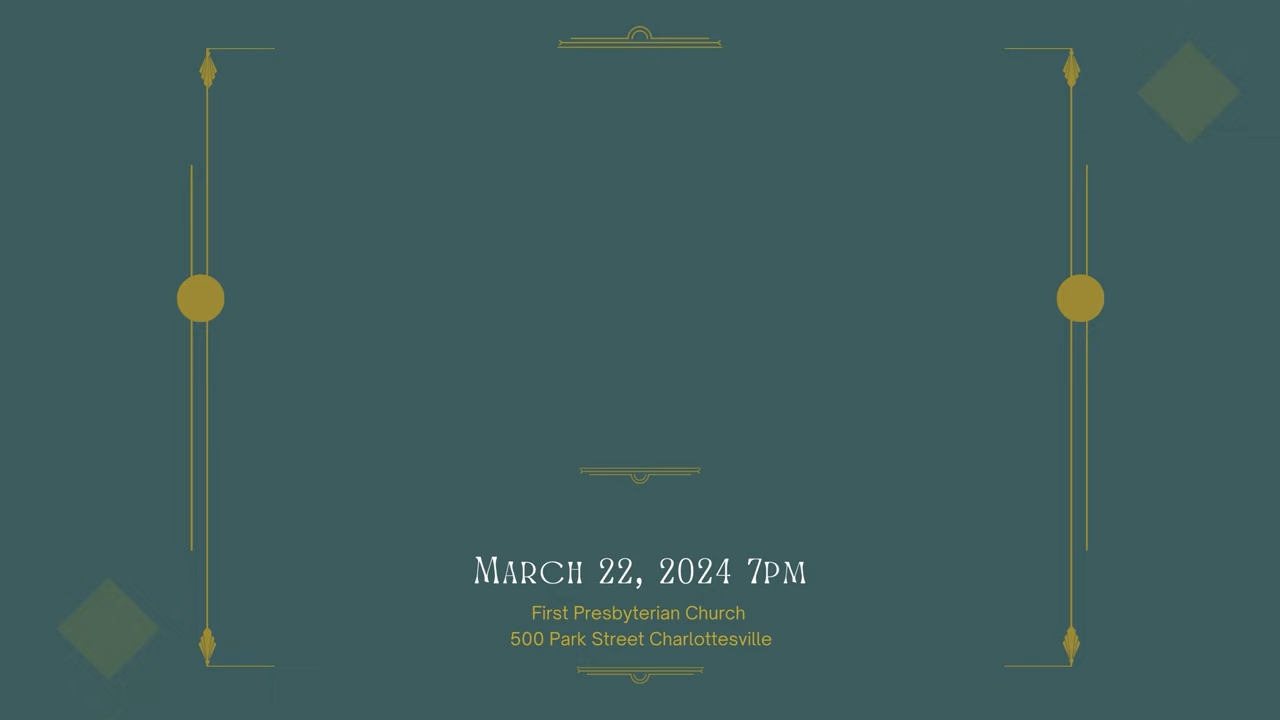 March 22, 2024 7pm
First Presbyterian Church
500 Park Street Charlottesville